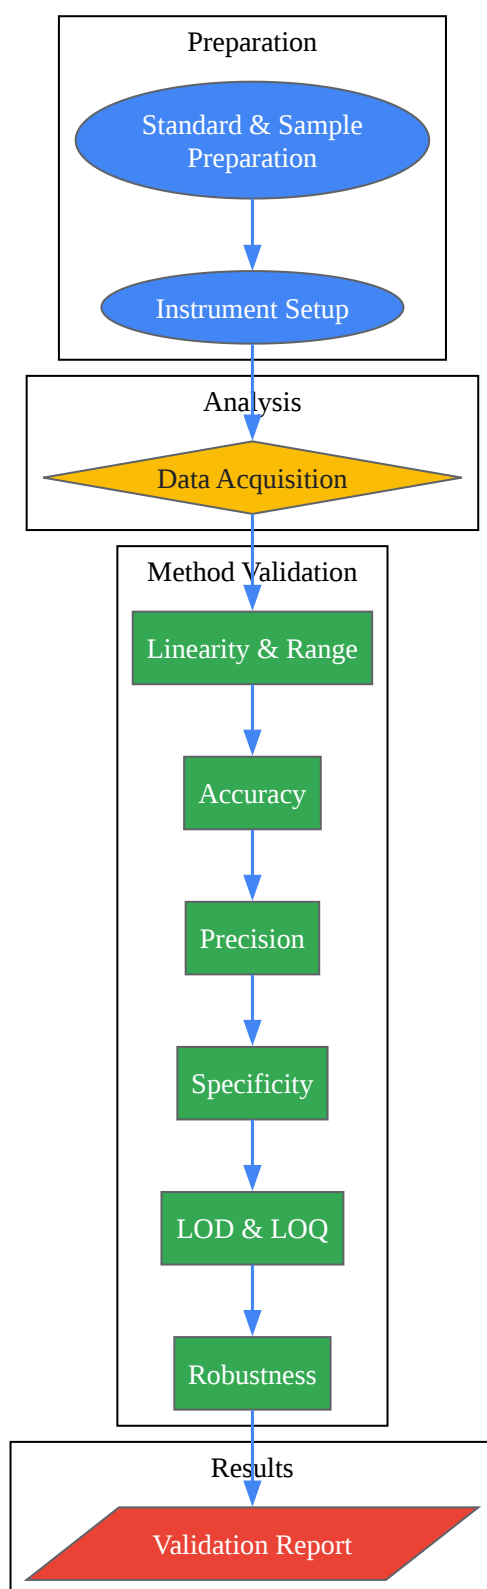 Preparation
Standard & Sample
Preparation
Instrument Setup
Analysis
Data Acquisition
Method Validation
Linearity & Range
Accuracy
Precision
Specificity
LOD & LOQ
Robustness
Results
Validation Report